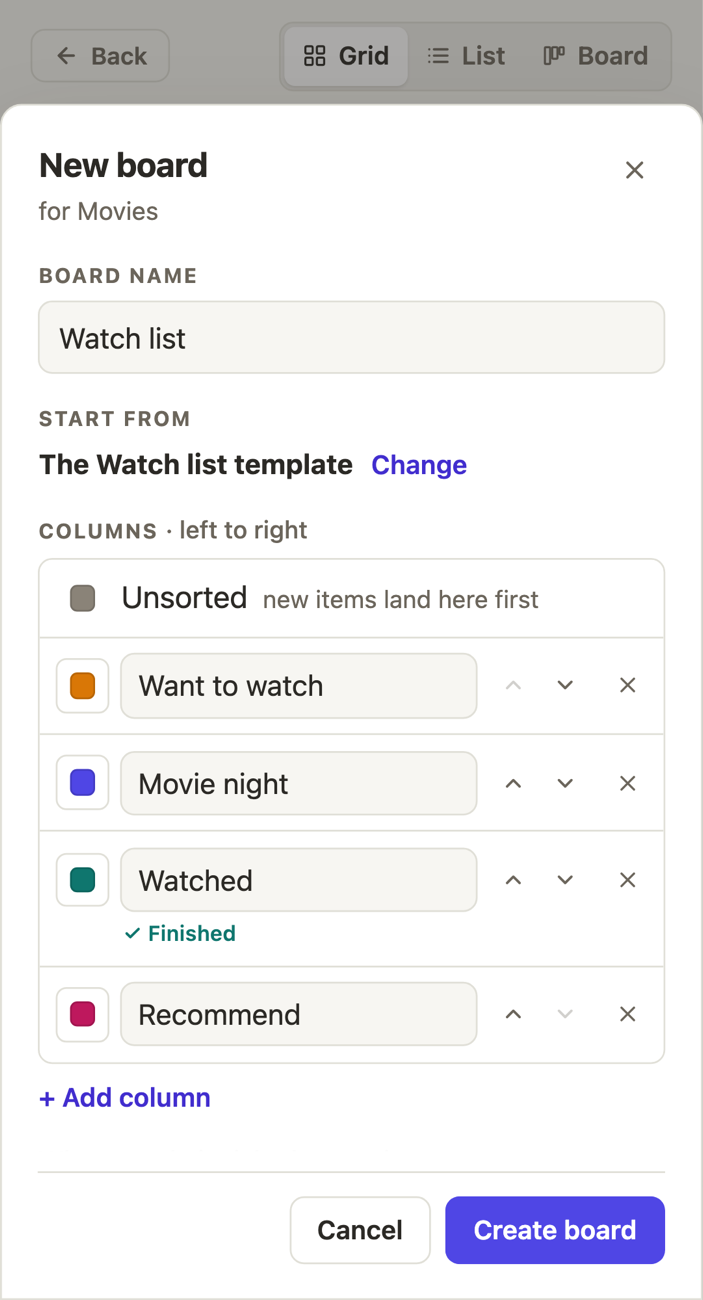 Back
Grid
List
Board
New board
for Movies
BOARD NAME
Watch list
START FROM
The Watch list template Change
COLUMNS · left to right
Unsorted new items land here first
Want to watch
Movie night
Watched
Finished
Recommend
+ Add column
Cancel
Create board